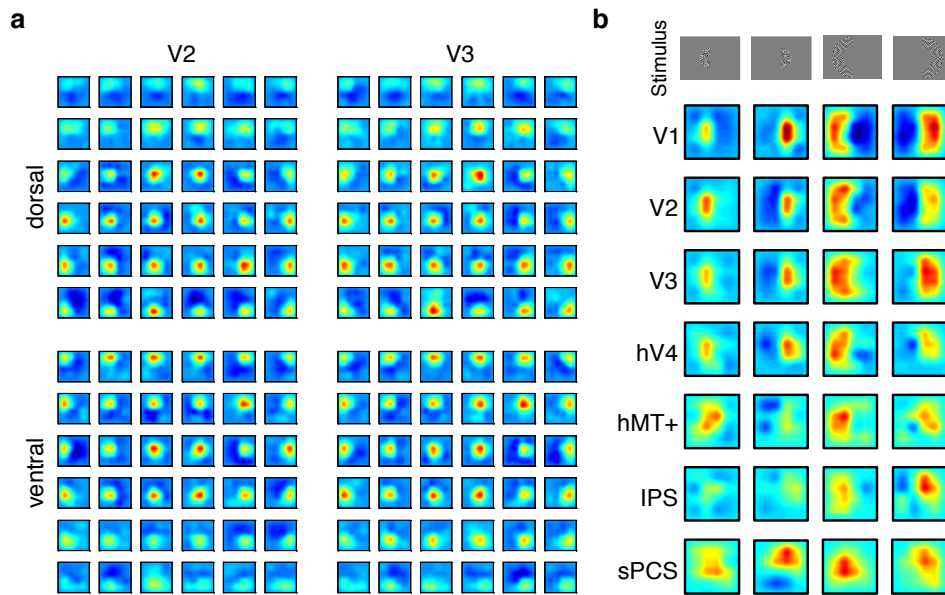 a
V2
V3
dorsal
ventral
b
Stimulus
V1
V2
V3
hV4
hMT+
IPS
sPCS